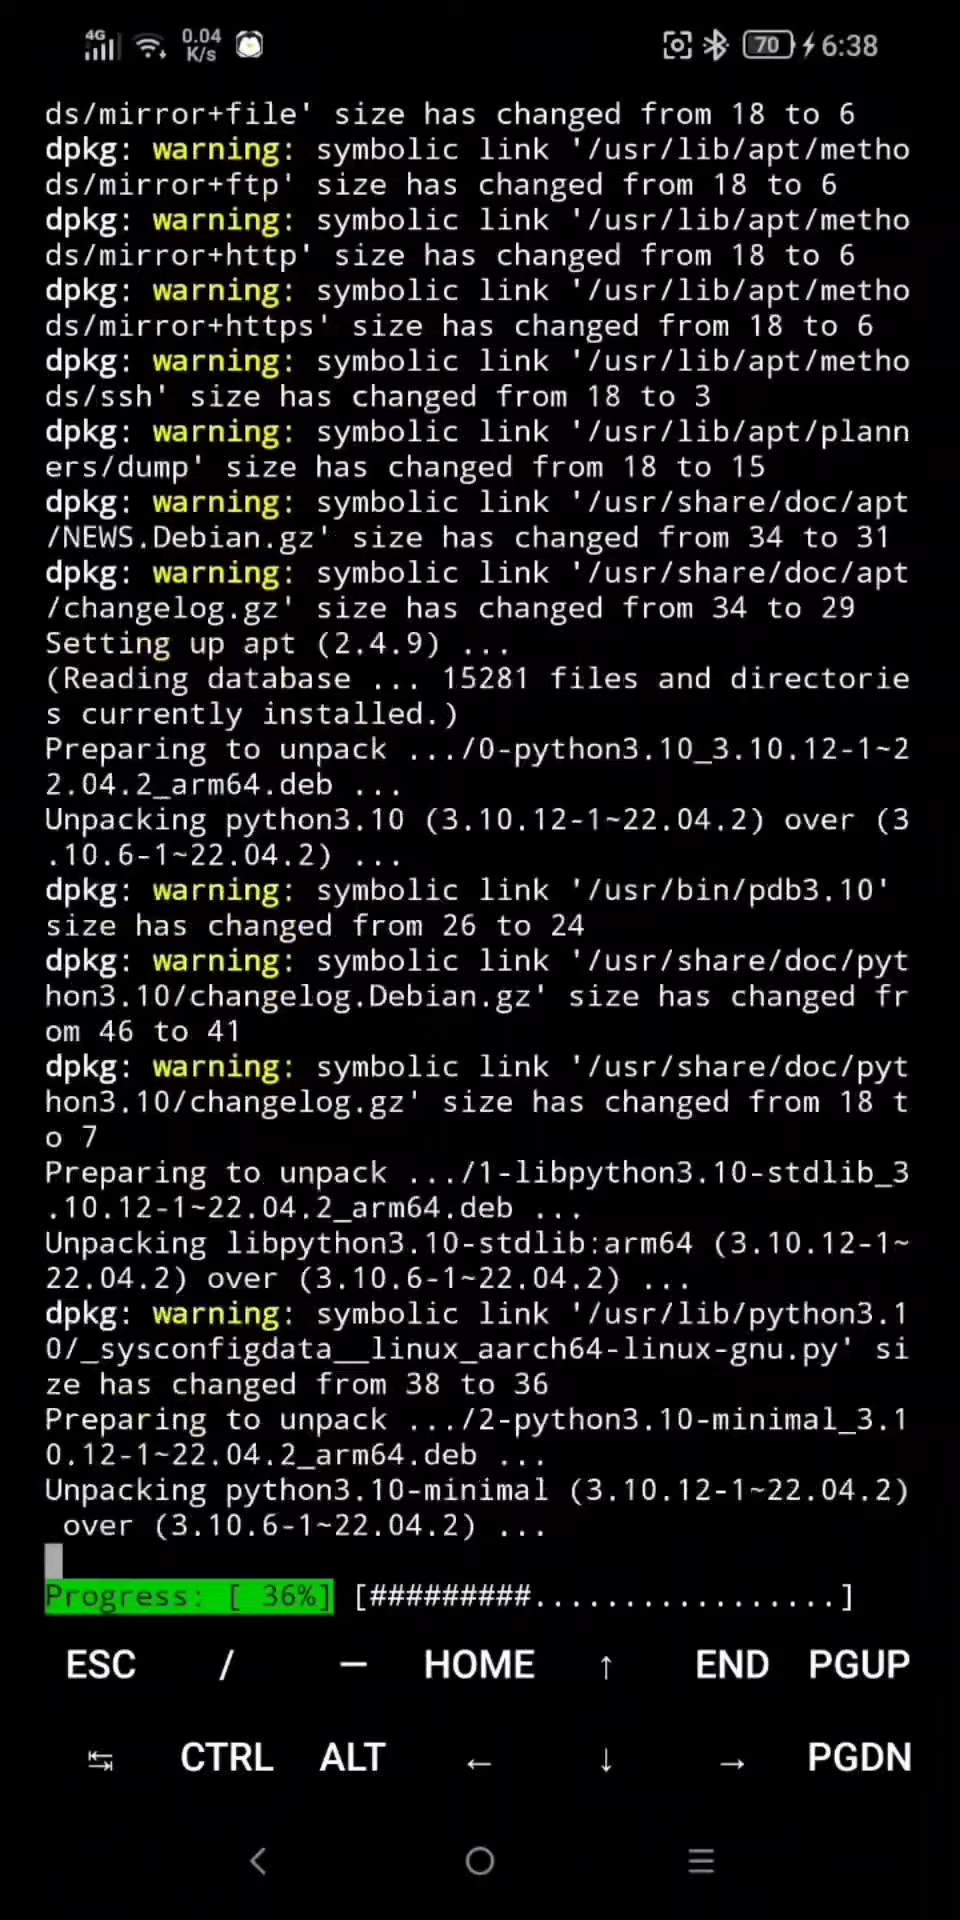 4G 0.04 K/s 70 6:38
ds/mirror+file' size has changed from 18 to 6
dpkg: warning: symbolic link '/usr/lib/apt/metho
ds/mirror+ftp' size has changed from 18 to 6
dpkg: warning: symbolic link '/usr/lib/apt/metho
ds/mirror+http' size has changed from 18 to 6
dpkg: warning: symbolic link '/usr/lib/apt/metho
ds/mirror+https' size has changed from 18 to 6
dpkg: warning: symbolic link '/usr/lib/apt/metho
ds/ssh' size has changed from 18 to 3
dpkg: warning: symbolic link '/usr/lib/apt/plann
ers/dump' size has changed from 18 to 15
dpkg: warning: symbolic link '/usr/share/doc/apt
/NEWS.Debian.gz' size has changed from 34 to 31
dpkg: warning: symbolic link '/usr/share/doc/apt
/changelog.gz' size has changed from 34 to 29
Setting up apt (2.4.9) ...
(Reading database ... 15281 files and directorie
s currently installed.)
Preparing to unpack .../0-python3.10_3.10.12-1~2
2.04.2_arm64.deb ...
Unpacking python3.10 (3.10.12-1~22.04.2) over (3
.10.6-1~22.04.2) ...
dpkg: warning: symbolic link '/usr/bin/pdb3.10'
size has changed from 26 to 24
dpkg: warning: symbolic link '/usr/share/doc/pyt
hon3.10/changelog.Debian.gz' size has changed fr
om 46 to 41
dpkg: warning: symbolic link '/usr/share/doc/pyt
hon3.10/changelog.gz' size has changed from 18 t
o 7
Preparing to unpack .../1-libpython3.10-stdlib_3
.10.12-1~22.04.2_arm64.deb ...
Unpacking libpython3.10-stdlib:arm64 (3.10.12-1~
22.04.2) over (3.10.6-1~22.04.2) ...
dpkg: warning: symbolic link '/usr/lib/python3.1
0/_sysconfigdata__linux_aarch64-linux-gnu.py' si
ze has changed from 38 to 36
Preparing to unpack .../2-python3.10-minimal_3.1
0.12-1~22.04.2_arm64.deb ...
Unpacking python3.10-minimal (3.10.12-1~22.04.2)
 over (3.10.6-1~22.04.2) ...
Progress: [ 36%] [#########.................]
ESC / — HOME ↑ END PGUP
↹ CTRL ALT ← ↓ → PGDN